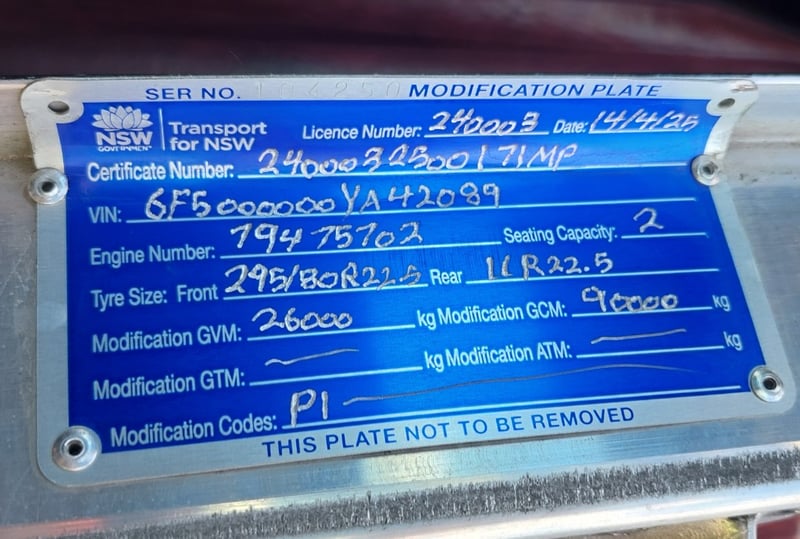 SER NO. 104250 MODIFICATION PLATE
NSW GOVERNMENT Transport for NSW Licence Number: 240003 Date: 14/4/25
Certificate Number: 2400032500171MP
VIN: 6F5000000YA42089
Engine Number: 79475702 Seating Capacity: 2
Tyre Size: Front 295/80R22.5 Rear 11R22.5
Modification GVM: 26000 kg Modification GCM: 90000 kg
Modification GTM: — kg Modification ATM: — kg
Modification Codes: P1 —
THIS PLATE NOT TO BE REMOVED